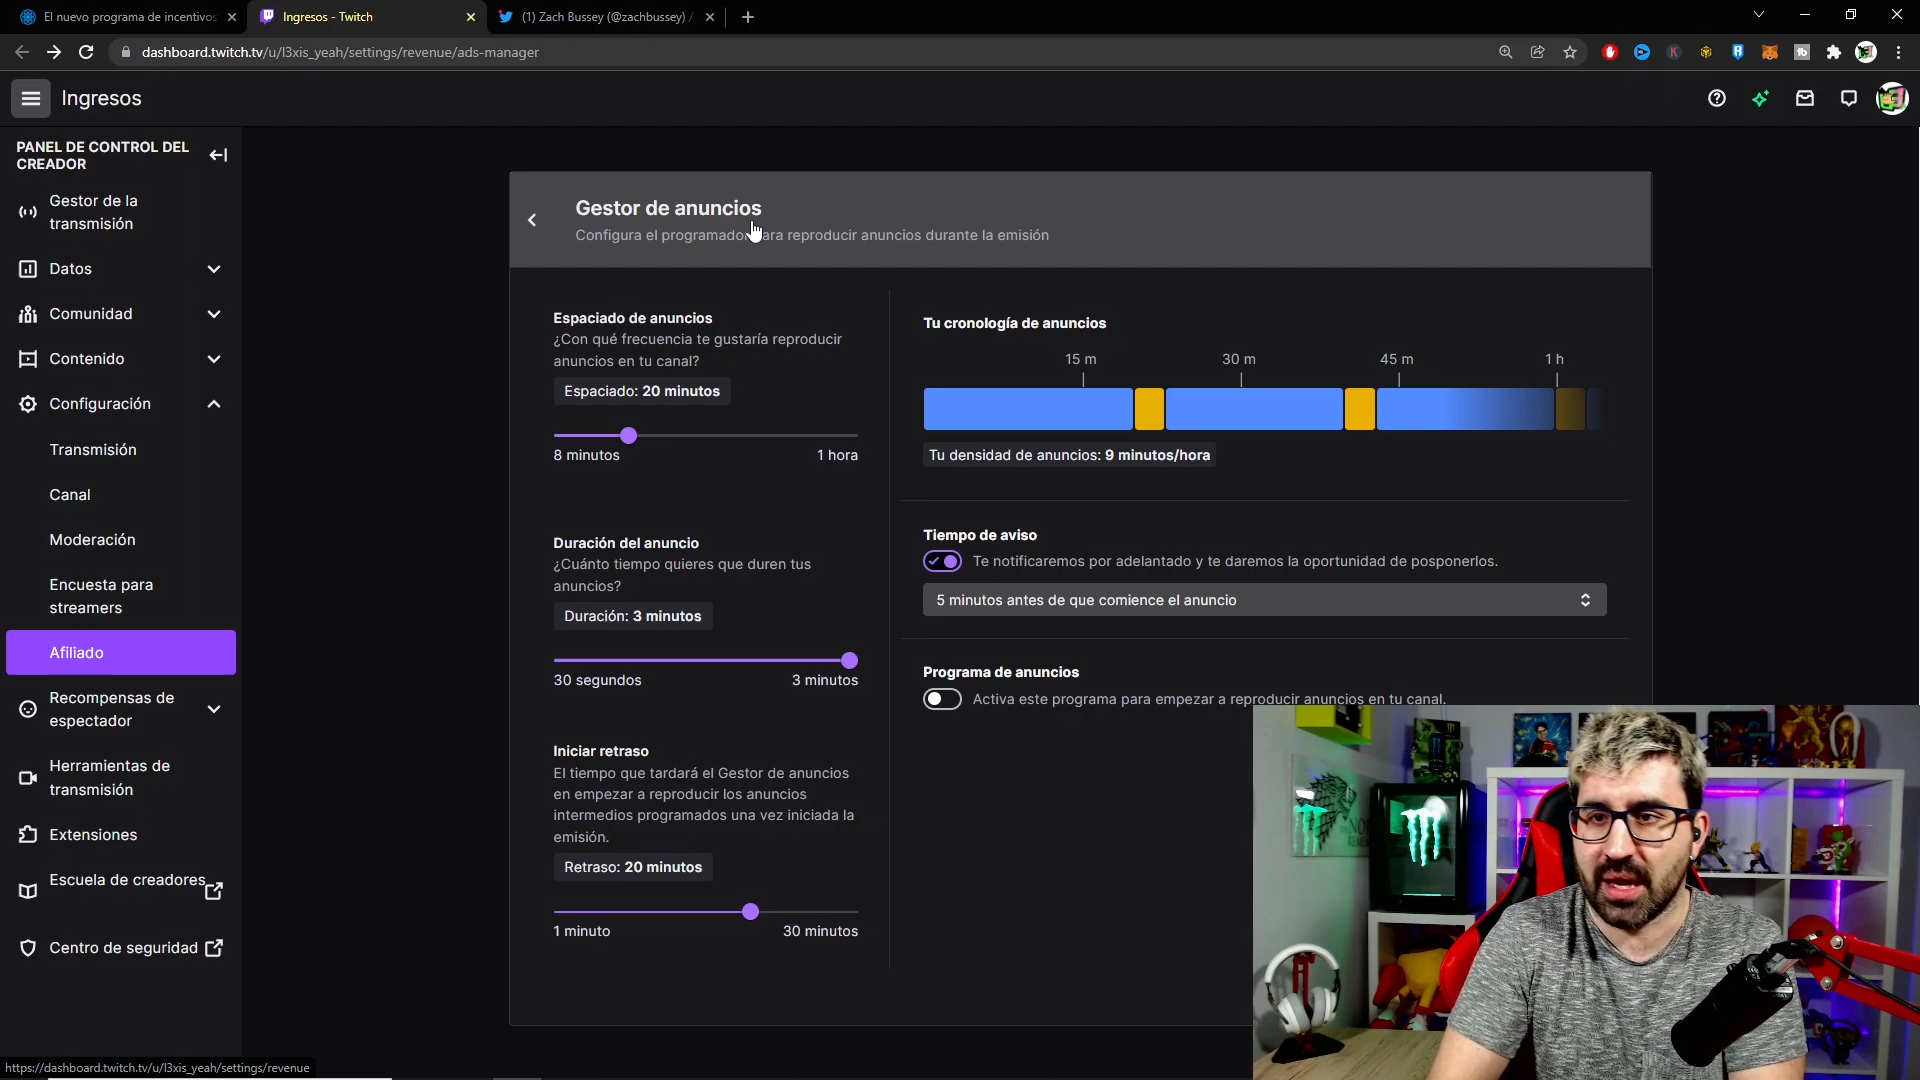 El nuevo programa de incentivos
Ingresos - Twitch
(1) Zach Bussey (@zachbussey) /
dashboard.twitch.tv/u/l3xis_yeah/settings/revenue/ads-manager
Ingresos
PANEL DE CONTROL DEL
CREADOR
Gestor de la
transmisión
Datos
Comunidad
Contenido
Configuración
Transmisión
Canal
Moderación
Encuesta para
streamers
Afiliado
Recompensas de
espectador
Herramientas de
transmisión
Extensiones
Escuela de creadores
Centro de seguridad
https://dashboard.twitch.tv/u/l3xis_yeah/settings/revenue
Gestor de anuncios
Configura el programador para reproducir anuncios durante la emisión
Espaciado de anuncios
¿Con qué frecuencia te gustaría reproducir
anuncios en tu canal?
Espaciado: 20 minutos
8 minutos
1 hora
Duración del anuncio
¿Cuánto tiempo quieres que duren tus
anuncios?
Duración: 3 minutos
30 segundos
3 minutos
Iniciar retraso
El tiempo que tardará el Gestor de anuncios
en empezar a reproducir los anuncios
intermedios programados una vez iniciada la
emisión.
Retraso: 20 minutos
1 minuto
30 minutos
Tu cronología de anuncios
15 m
30 m
45 m
1 h
Tu densidad de anuncios: 9 minutos/hora
Tiempo de aviso
Te notificaremos por adelantado y te daremos la oportunidad de posponerlos.
5 minutos antes de que comience el anuncio
Programa de anuncios
Activa este programa para empezar a reproducir anuncios en tu canal.